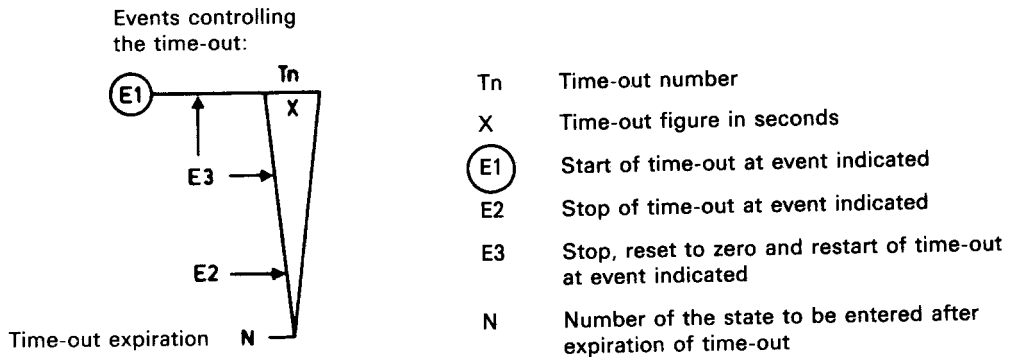 Events controlling
the time-out:
Tn
E1
X
E3
E2
Time-out expiration N
Tn Time-out number
X Time-out figure in seconds
E1 Start of time-out at event indicated
E2 Stop of time-out at event indicated
E3 Stop, reset to zero and restart of time-out
at event indicated
N Number of the state to be entered after
expiration of time-out